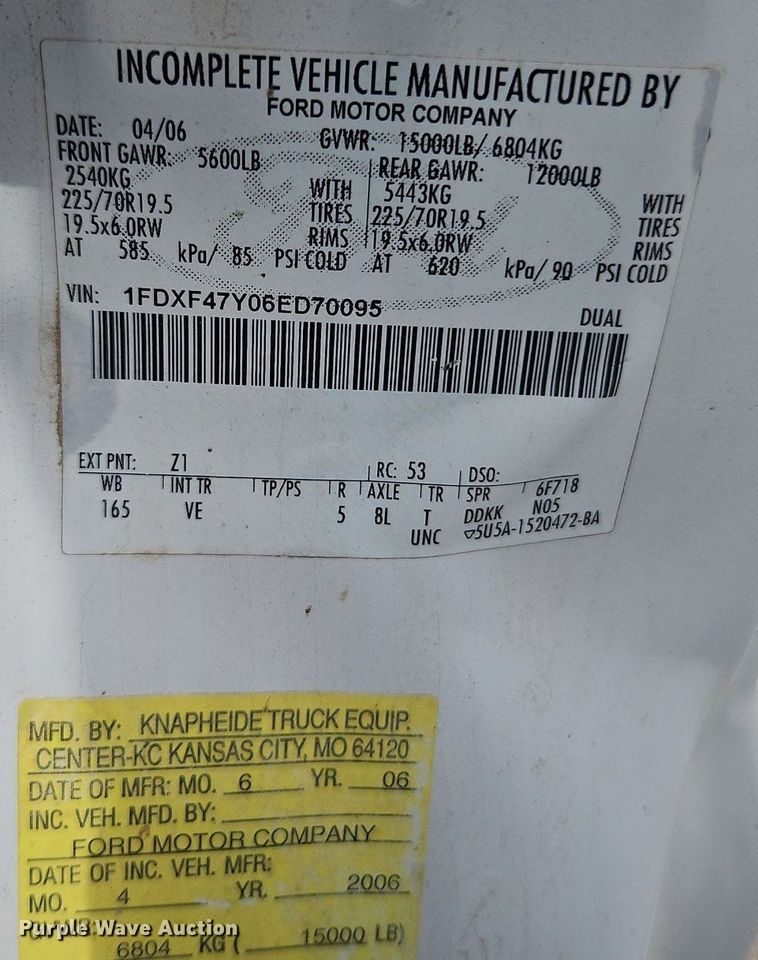 INCOMPLETE VEHICLE MANUFACTURED BY
FORD MOTOR COMPANY
DATE: 04/06 GVWR: 15000LB/ 6804KG
FRONT GAWR: 5600LB REAR GAWR: 12000LB
2540KG WITH 5443KG WITH
225/70R19.5 TIRES 225/70R19.5 TIRES
19.5x6.0RW RIMS 19.5x6.0RW RIMS
AT 585 kPa/ 85 PSI COLD AT 620 kPa/ 90 PSI COLD
VIN: 1FDXF47Y06ED70095 DUAL
EXT PNT: Z1 RC: 53 DSO:
WB INT TR TP/PS R AXLE TR SPR 6F718
165 VE 5 8L T DDKK N05
UNC ▽5U5A-1520472-BA
MFD. BY: KNAPHEIDE TRUCK EQUIP.
CENTER-KC KANSAS CITY, MO 64120
DATE OF MFR: MO. 6 YR. 06
INC. VEH. MFD. BY:
FORD MOTOR COMPANY
DATE OF INC. VEH. MFR:
MO. 4 YR. 2006
Purple Wave Auction
6804 KG ( 15000 LB)